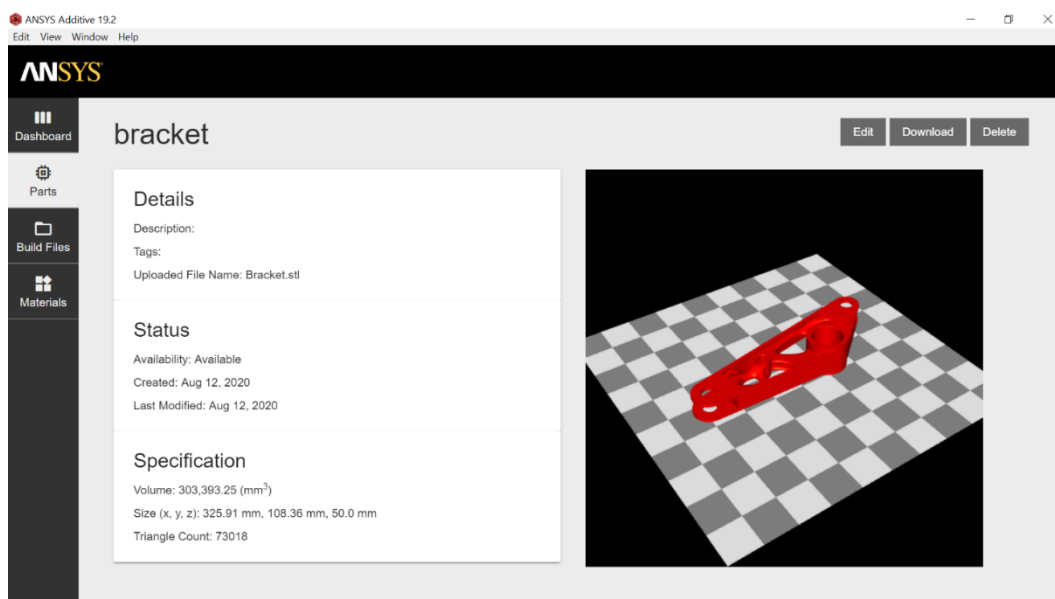 ANSYS Additive 19.2
Edit View Window Help
ANSYS
Dashboard
Parts
Build Files
Materials
bracket
Edit Download Delete
Details
Description:
Tags:
Uploaded File Name: Bracket.stl
Status
Availability: Available
Created: Aug 12, 2020
Last Modified: Aug 12, 2020
Specification
Volume: 303,393.25 (mm³)
Size (x, y, z): 325.91 mm, 108.36 mm, 50.0 mm
Triangle Count: 73018